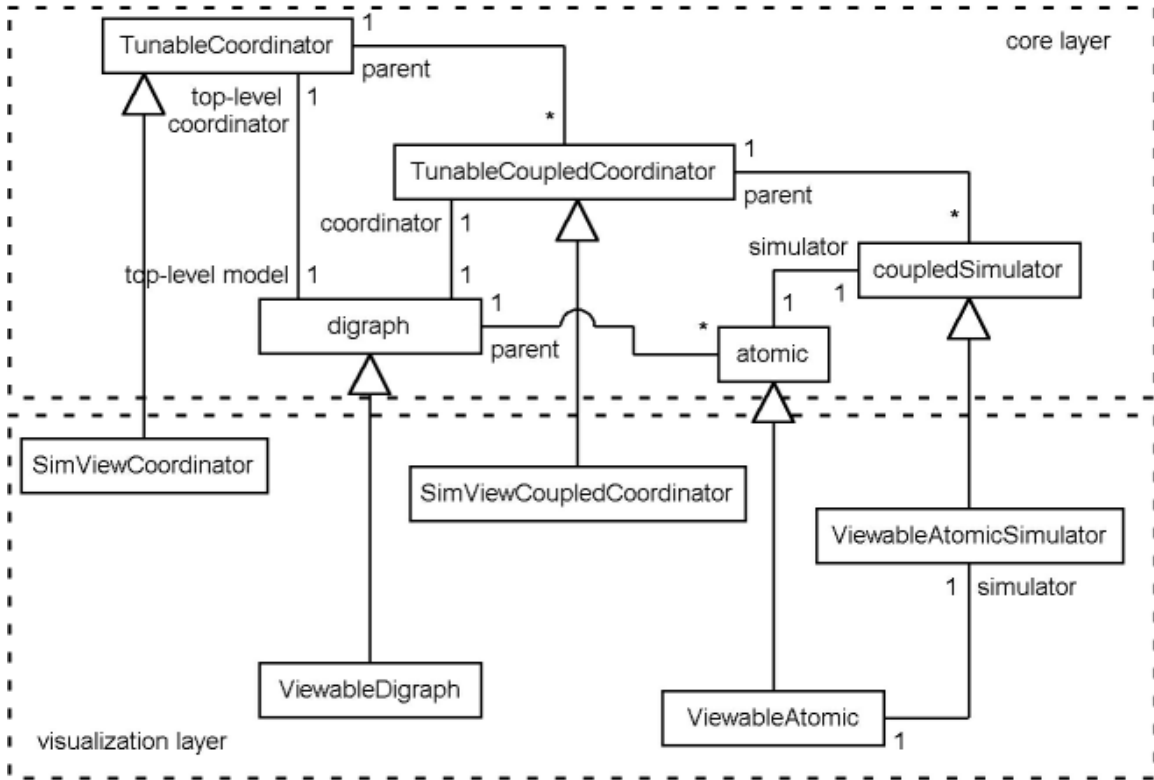 1
TunableCoordinator
core layer
parent
top-level
coordinator
1
*
1
TunableCoupledCoordinator
parent
coordinator
1
*
simulator
coupledSimulator
top-level model
1
1
1
1
1
digraph
*
parent
atomic
SimViewCoordinator
SimViewCoupledCoordinator
ViewableAtomicSimulator
1
simulator
ViewableDigraph
ViewableAtomic
visualization layer
1